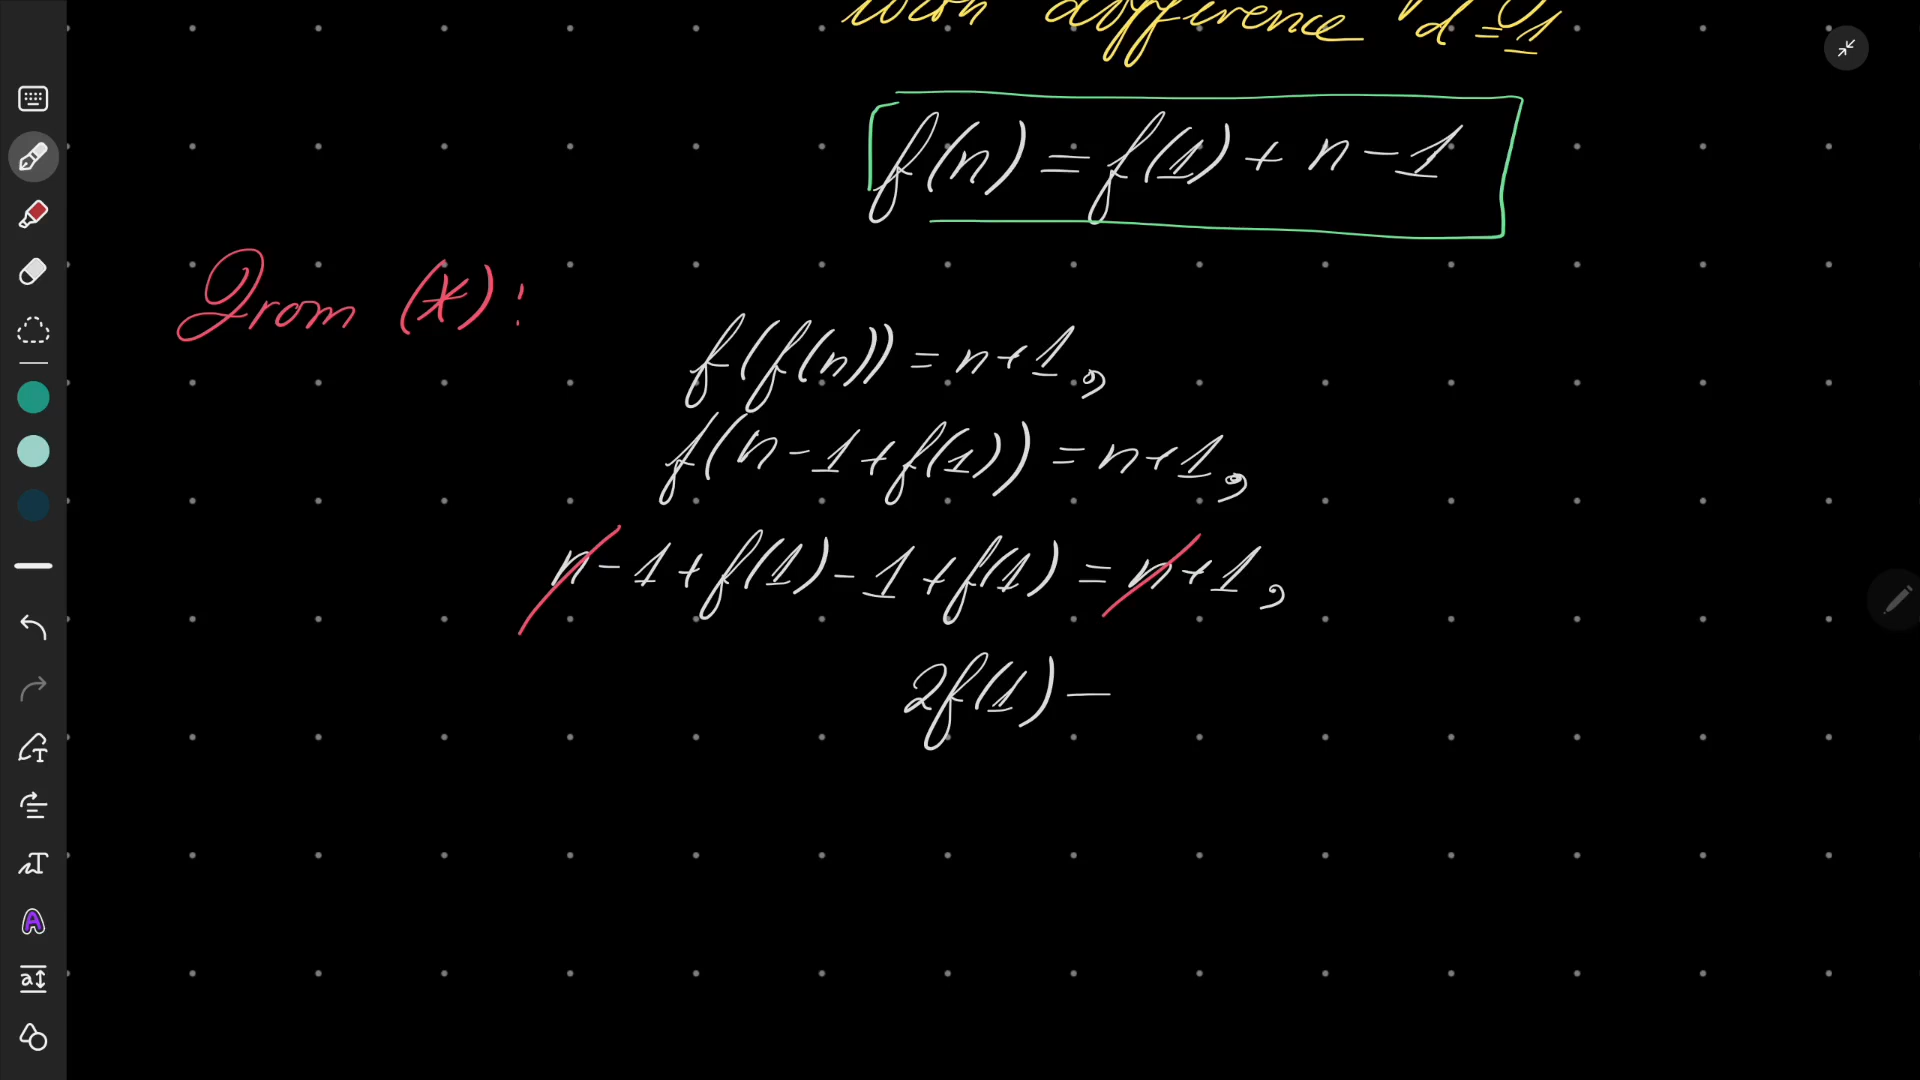 with difference d=1
f(n) = f(1) + n - 1
From (*):
f(f(n)) = n+1,
f(n-1+f(1)) = n+1,
n-1+f(1)-1+f(1) = n+1,
2f(1) -